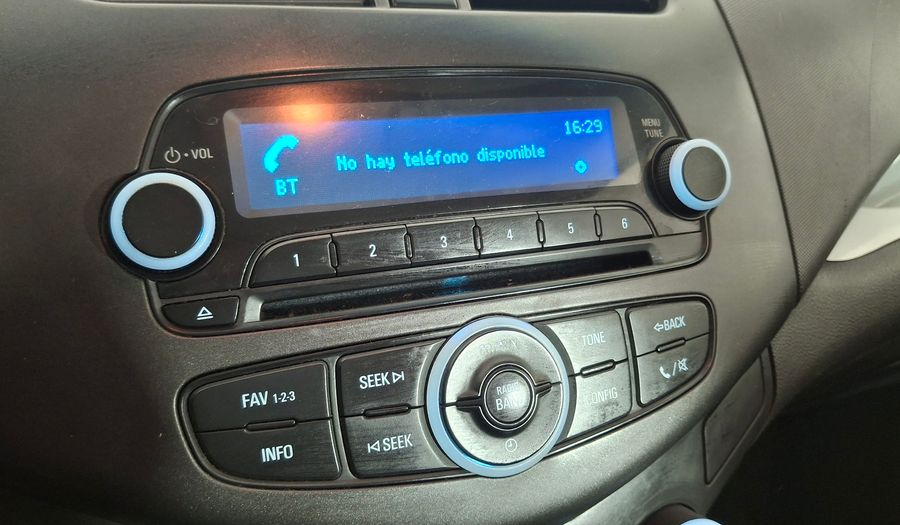 16:29
No hay teléfono disponible
BT
VOL
MENU
TUNE
1 2 3 4 5 6
FAV 1-2-3
SEEK
TONE
BACK
RADIO
BAND
INFO
SEEK
CONFIG